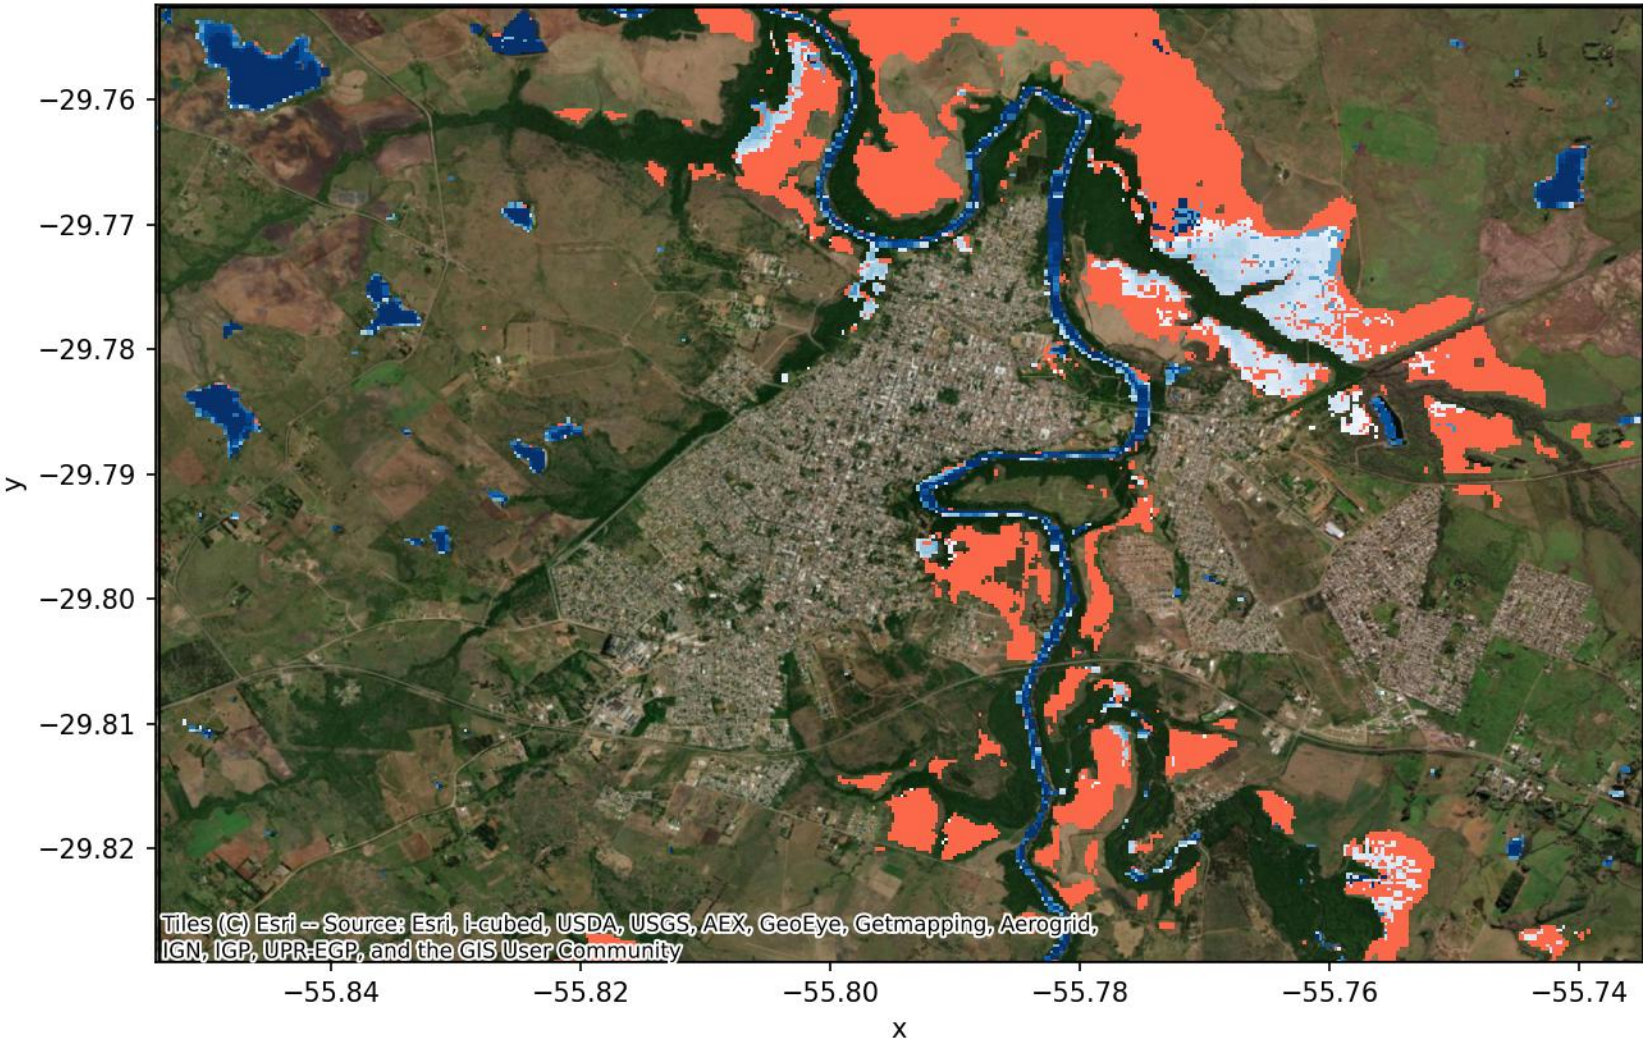 −29.76
−29.77
−29.78
−29.79
−29.80
−29.81
−29.82
y
Tiles (C) Esri -- Source: Esri, i-cubed, USDA, USGS, AEX, GeoEye, Getmapping, Aerogrid,
IGN, IGP, UPR-EGP, and the GIS User Community
−55.84 −55.82 −55.80 −55.78 −55.76 −55.74
x